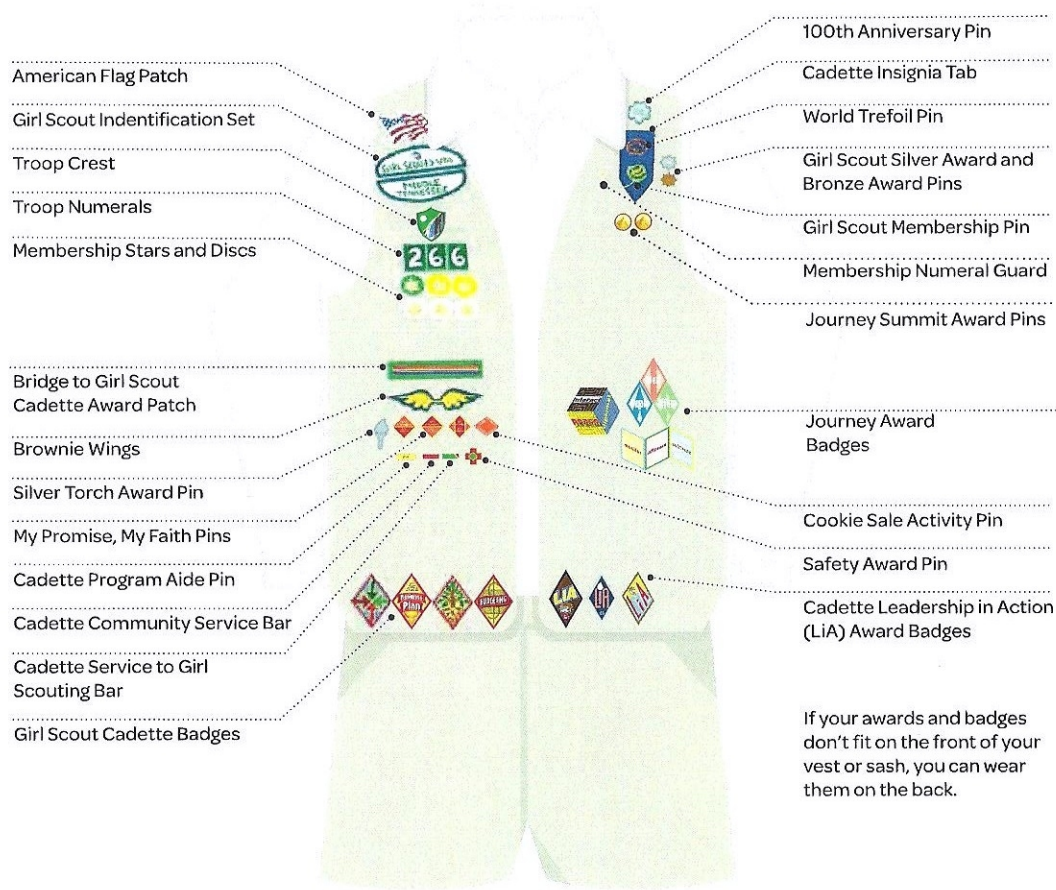 100th Anniversary Pin
American Flag Patch
Cadette Insignia Tab
Girl Scout Indentification Set
World Trefoil Pin
Troop Crest
Girl Scout Silver Award and
Bronze Award Pins
Troop Numerals
Girl Scout Membership Pin
Membership Stars and Discs
Membership Numeral Guard
Journey Summit Award Pins
GIRL SCOUTS USA
MIDDLE
TENNESSEE
266
Bridge to Girl Scout
Cadette Award Patch
Journey Award
Badges
Brownie Wings
Silver Torch Award Pin
Cookie Sale Activity Pin
My Promise, My Faith Pins
Safety Award Pin
Cadette Program Aide Pin
Cadette Leadership in Action
(LiA) Award Badges
Cadette Community Service Bar
LiA
Cadette Service to Girl
Scouting Bar
Girl Scout Cadette Badges
If your awards and badges
don't fit on the front of your
vest or sash, you can wear
them on the back.